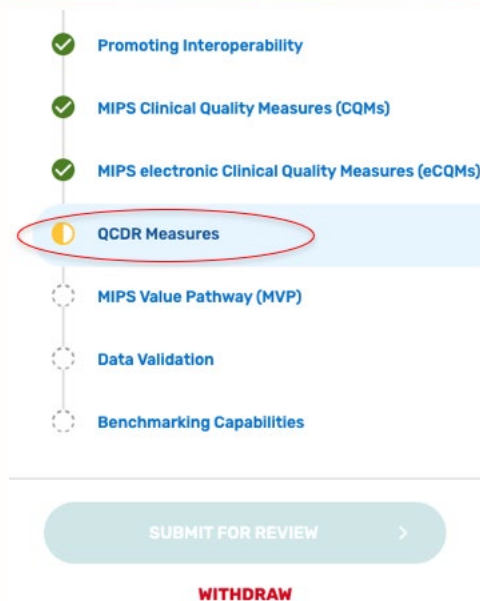 Promoting Interoperability
MIPS Clinical Quality Measures (CQMs)
MIPS electronic Clinical Quality Measures (eCQMs)
QCDR Measures
MIPS Value Pathway (MVP)
Data Validation
Benchmarking Capabilities
SUBMIT FOR REVIEW
WITHDRAW